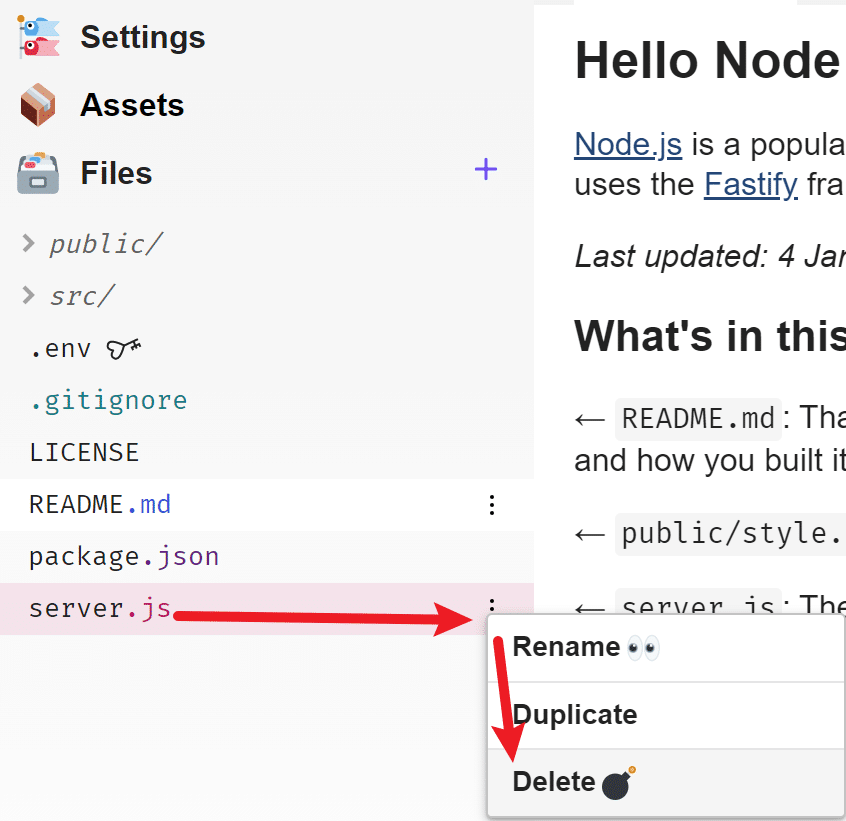 Settings
Assets
Files
public/
src/
.env
.gitignore
LICENSE
README.md
package.json
server.js
Rename
Duplicate
Delete
Hello Node
Node.js is a popula
uses the Fastify fra
Last updated: 4 Jan
What's in this
← README.md: Tha
and how you built it
← public/style.
← server.js: The